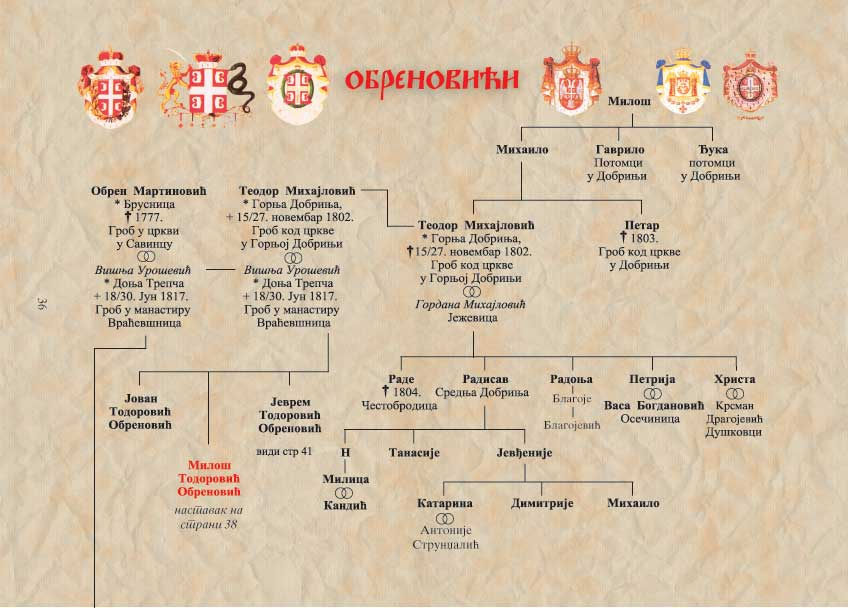 ОБРЕНОВИЋИ
Милош
Михаило
Гаврило
Потомци
у Добрињи
Ђука
потомци
у Добрињи
Обрен Мартиновић
* Брусница
† 1777.
Гроб у цркви
у Савинцу
Вишња Урошевић
* Доња Трепча
+ 18/30. Јун 1817.
Гроб у манастиру
Враћевшница
Теодор Михајловић
* Горња Добриња,
+ 15/27. новембар 1802.
Гроб код цркве
у Горњој Добрињи
Вишња Урошевић
* Доња Трепча
+ 18/30. Јун 1817.
Гроб у манастиру
Враћевшница
Теодор Михајловић
* Горња Добриња,
†15/27. новембар 1802.
Гроб код цркве
у Горњој Добрињи
Гордана Михајловић
Јежевица
Петар
† 1803.
Гроб код цркве
у Добрињи
36
Јован
Тодоровић
Обреновић
Милош
Тодоровић
Обреновић
наставак на
страни 38
Јеврем
Тодоровић
Обреновић
види стр 41
Раде
† 1804.
Честобродица
Радисав
Средња Добриња
Радоња
Благоје
Благојевић
Петрија
Васа Богдановић
Осечиница
Христа
Крсман
Драгојевић
Душковци
Н
Милица
Кандић
Танасије
Јевђеније
Катарина
Антоније
Струнџалић
Димитрије
Михаило